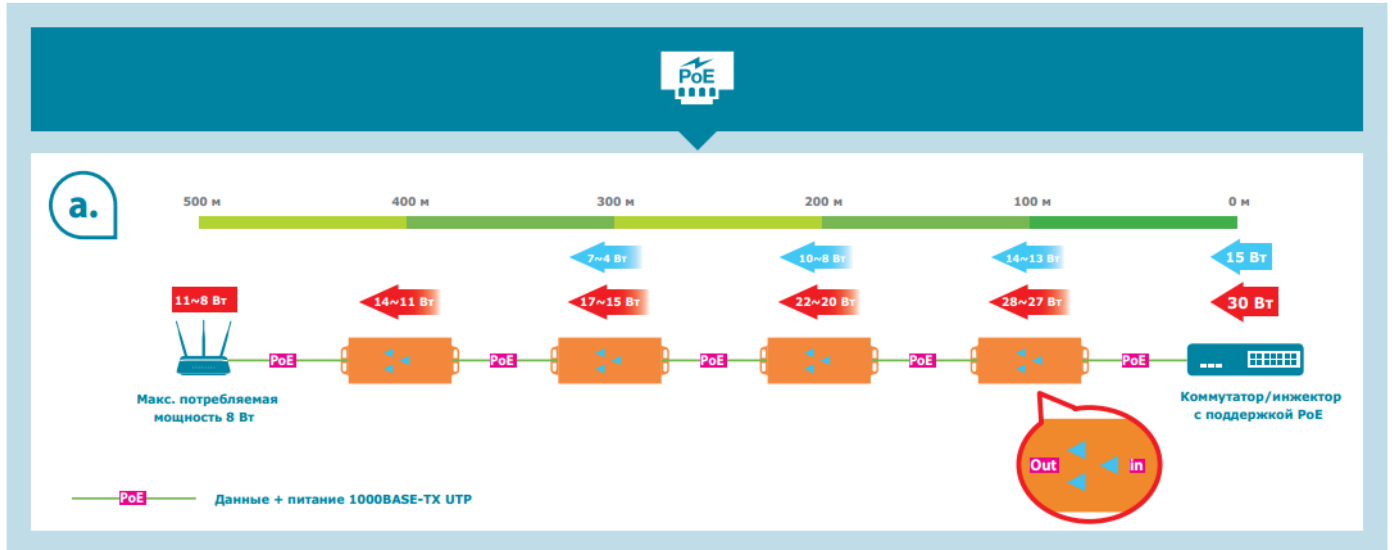 PoE
a.
500 м 400 м 300 м 200 м 100 м 0 м
7~4 Вт 10~8 Вт 14~13 Вт 15 Вт
11~8 Вт 14~11 Вт 17~15 Вт 22~20 Вт 28~27 Вт 30 Вт
PoE PoE PoE PoE PoE
Макс. потребляемая
мощность 8 Вт
Коммутатор/инжектор
с поддержкой PoE
Out in
PoE Данные + питание 1000BASE-TX UTP